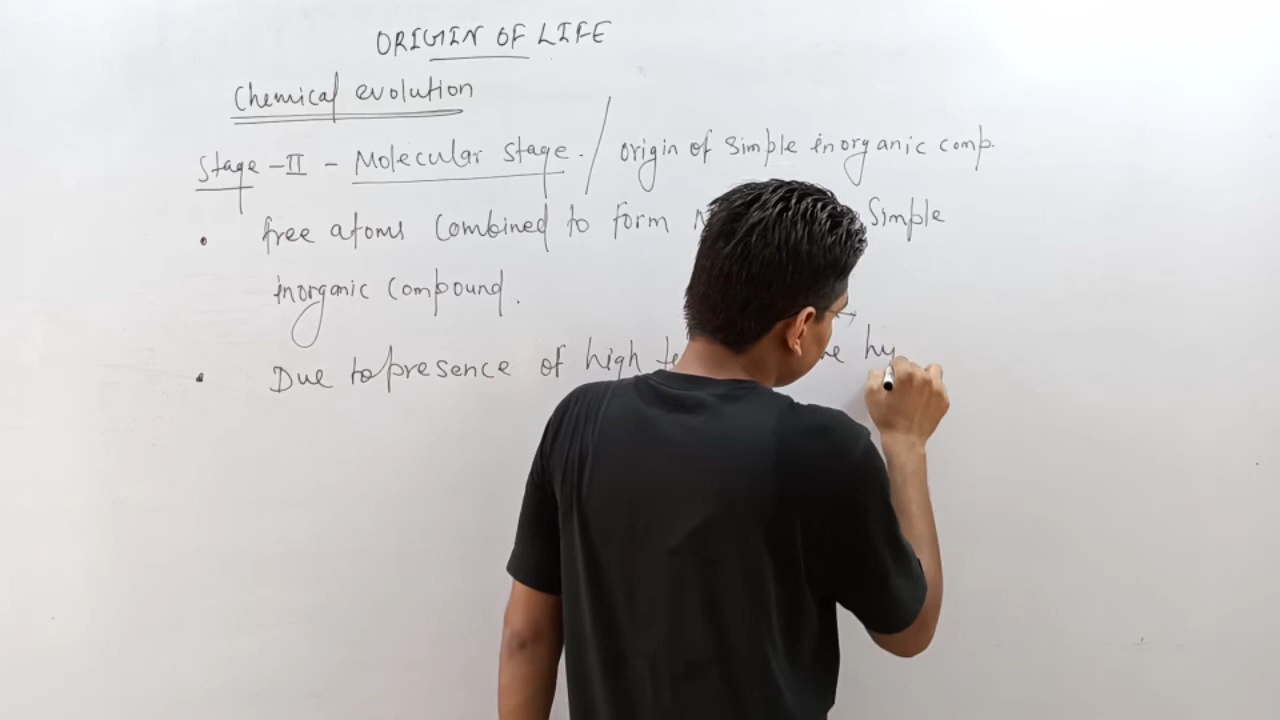 ORIGIN OF LIFE
Chemical evolution
Stage-II - Molecular stage. / origin of simple inorganic comp.
• free atoms combined to form Simple
inorganic compound.
• Due to presence of high